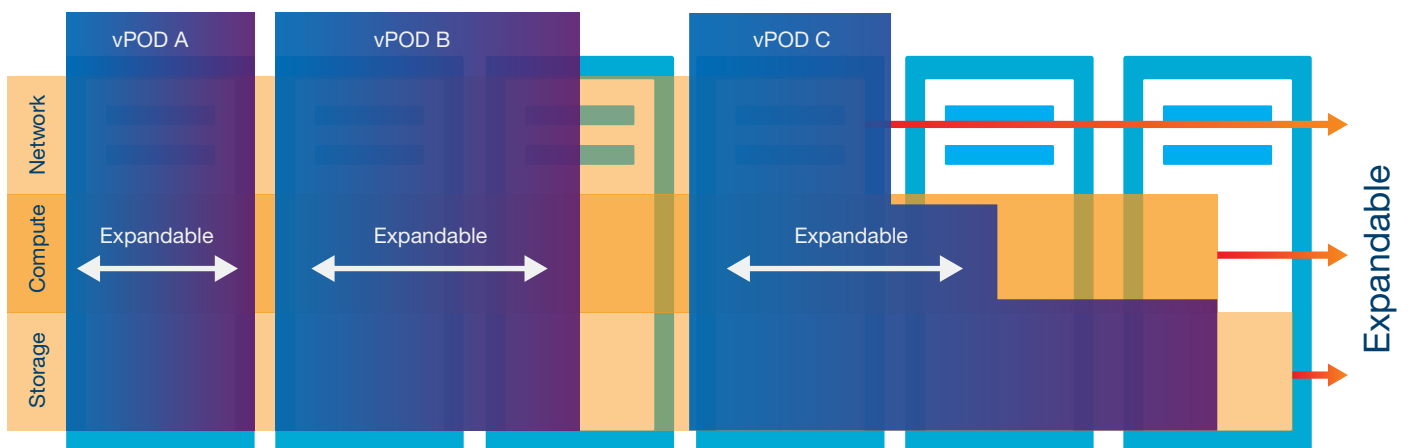 vPOD A
vPOD B
vPOD C
Network
Compute
Storage
Expandable
Expandable
Expandable
Expandable